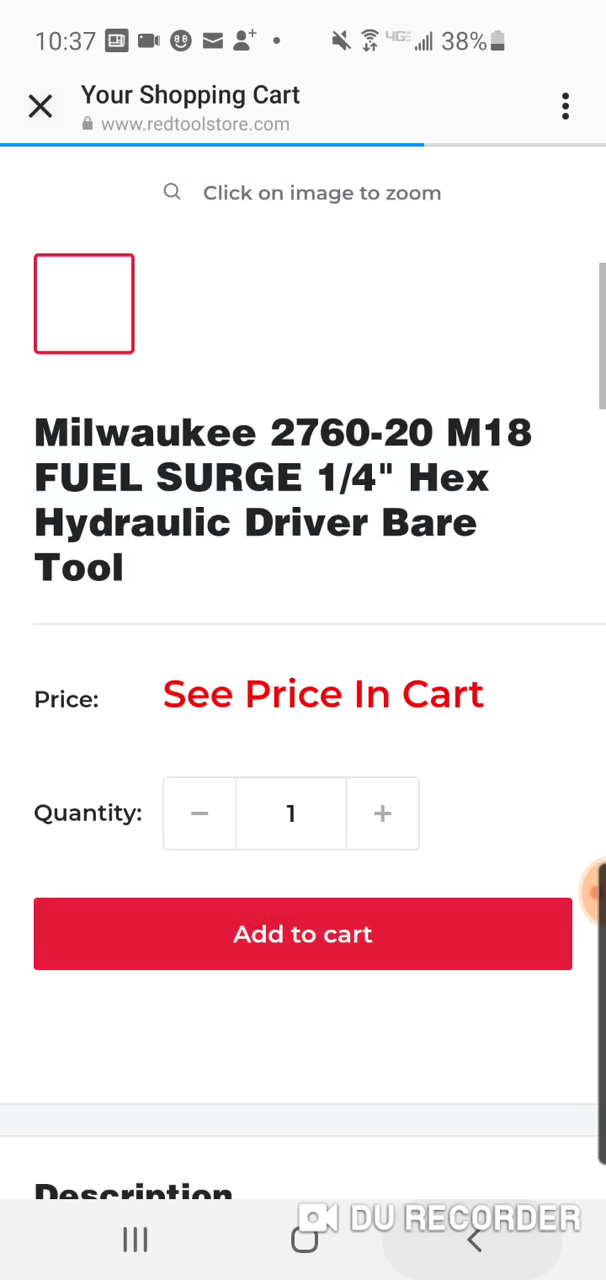 10:37 4GE 38%
Your Shopping Cart
www.redtoolstore.com
Click on image to zoom
Milwaukee 2760-20 M18
FUEL SURGE 1/4" Hex
Hydraulic Driver Bare
Tool
Price: See Price In Cart
Quantity: − 1 +
Add to cart
Description
DU RECORDER